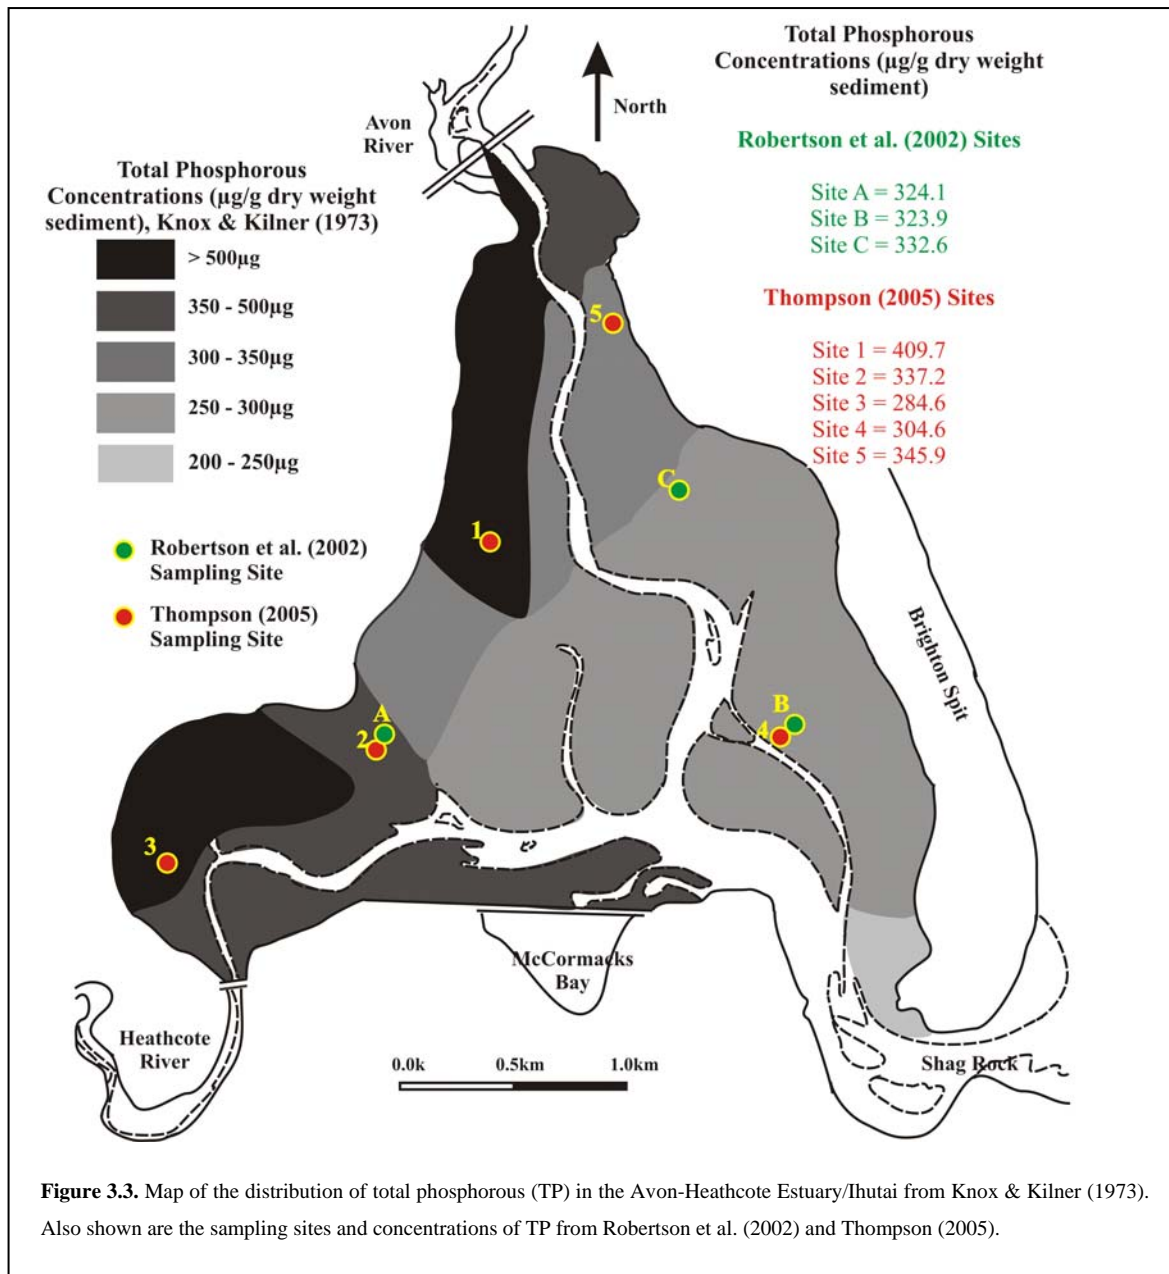 Total Phosphorous
Concentrations (µg/g dry weight
sediment)
Robertson et al. (2002) Sites
Site A = 324.1
Site B = 323.9
Site C = 332.6
Thompson (2005) Sites
Site 1 = 409.7
Site 2 = 337.2
Site 3 = 284.6
Site 4 = 304.6
Site 5 = 345.9
North
Avon
River
Total Phosphorous
Concentrations (µg/g dry weight
sediment), Knox & Kilner (1973)
> 500µg
350 - 500µg
300 - 350µg
250 - 300µg
200 - 250µg
Robertson et al. (2002)
Sampling Site
Thompson (2005)
Sampling Site
5
C
1
A
2
B
4
3
Brighton Spit
McCormacks
Bay
Heathcote
River
Shag Rock
0.0k 0.5km 1.0km
Figure 3.3. Map of the distribution of total phosphorous (TP) in the Avon-Heathcote Estuary/Ihutai from Knox & Kilner (1973).
Also shown are the sampling sites and concentrations of TP from Robertson et al. (2002) and Thompson (2005).